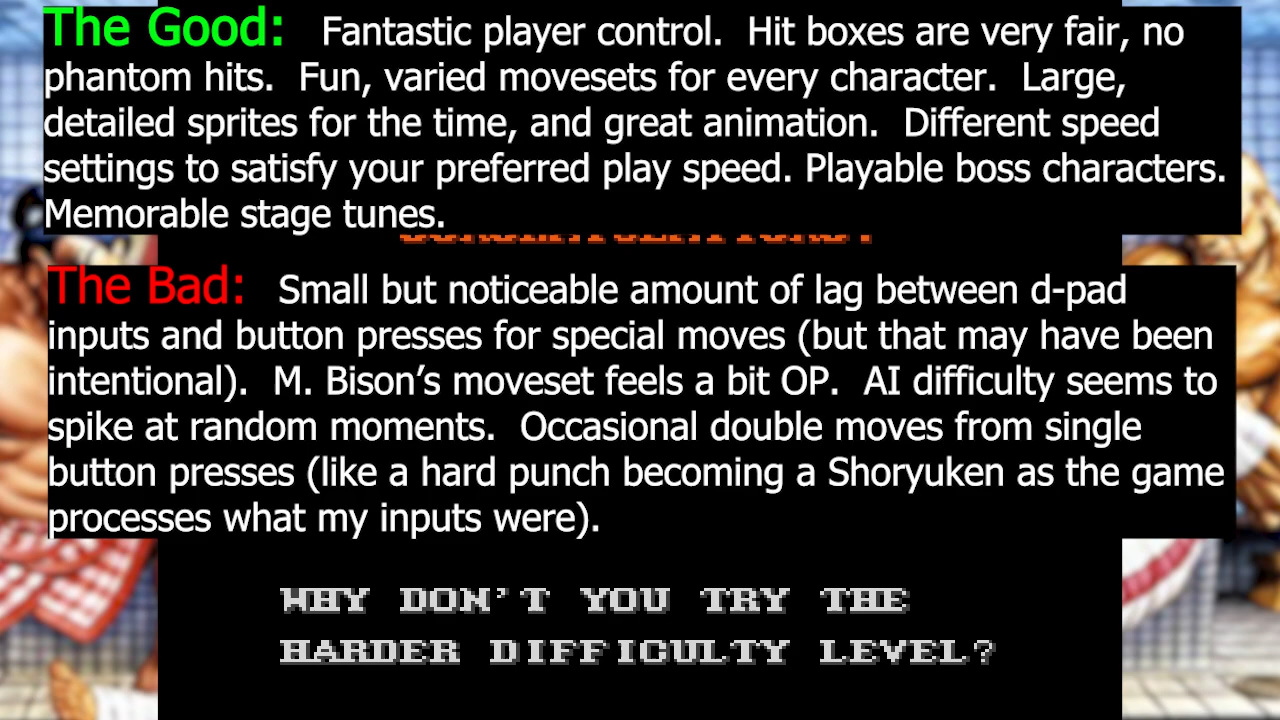 The Good: Fantastic player control. Hit boxes are very fair, no
phantom hits. Fun, varied movesets for every character. Large,
detailed sprites for the time, and great animation. Different speed
settings to satisfy your preferred play speed. Playable boss characters.
Memorable stage tunes.
The Bad: Small but noticeable amount of lag between d-pad
inputs and button presses for special moves (but that may have been
intentional). M. Bison’s moveset feels a bit OP. AI difficulty seems to
spike at random moments. Occasional double moves from single
button presses (like a hard punch becoming a Shoryuken as the game
processes what my inputs were).
WHY DON'T YOU TRY THE
HARDER DIFFICULTY LEVEL?